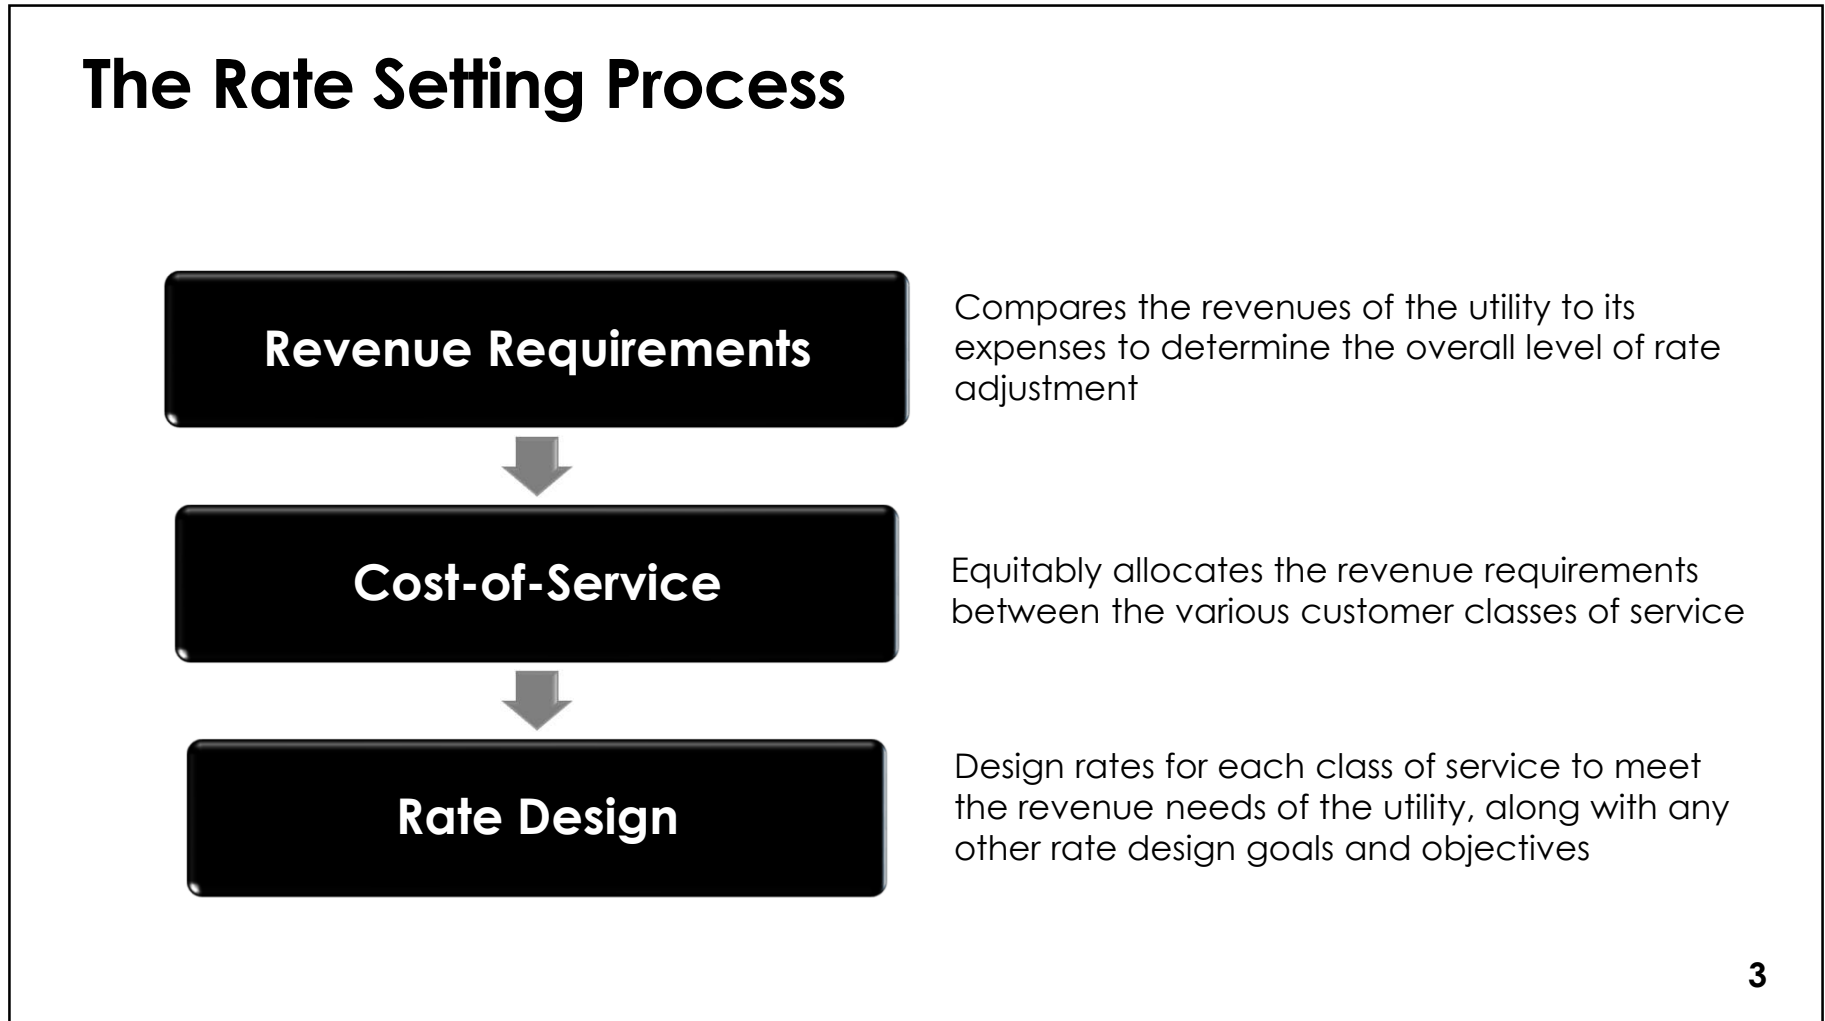 The Rate Setting Process
Revenue Requirements
Compares the revenues of the utility to its
expenses to determine the overall level of rate
adjustment
Cost-of-Service
Equitably allocates the revenue requirements
between the various customer classes of service
Rate Design
Design rates for each class of service to meet
the revenue needs of the utility, along with any
other rate design goals and objectives
3